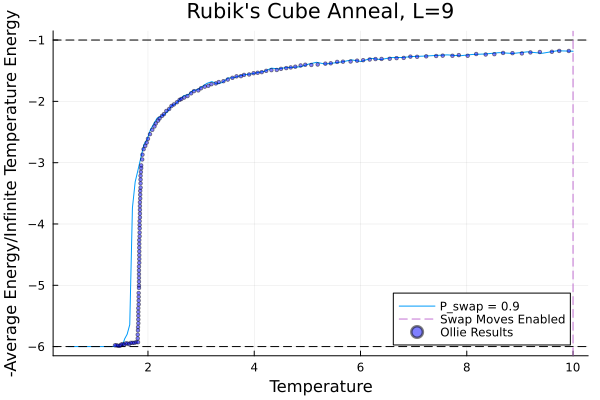 Rubik's Cube Anneal, L=9
-Average Energy/Infinite Temperature Energy
−1
−2
−3
−4
−5
−6
P_swap = 0.9
Swap Moves Enabled
Ollie Results
2
4
6
8
10
Temperature